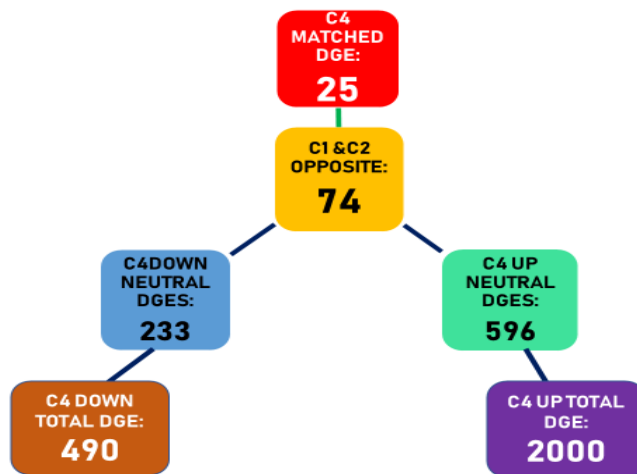 C4
MATCHED
DGE:
25
C1 &C2
OPPOSITE:
74
C4DOWN
NEUTRAL
DGES:
233
C4 UP
NEUTRAL
DGES:
596
C4 DOWN
TOTAL DGE:
490
C4 UP TOTAL
DGE:
2000